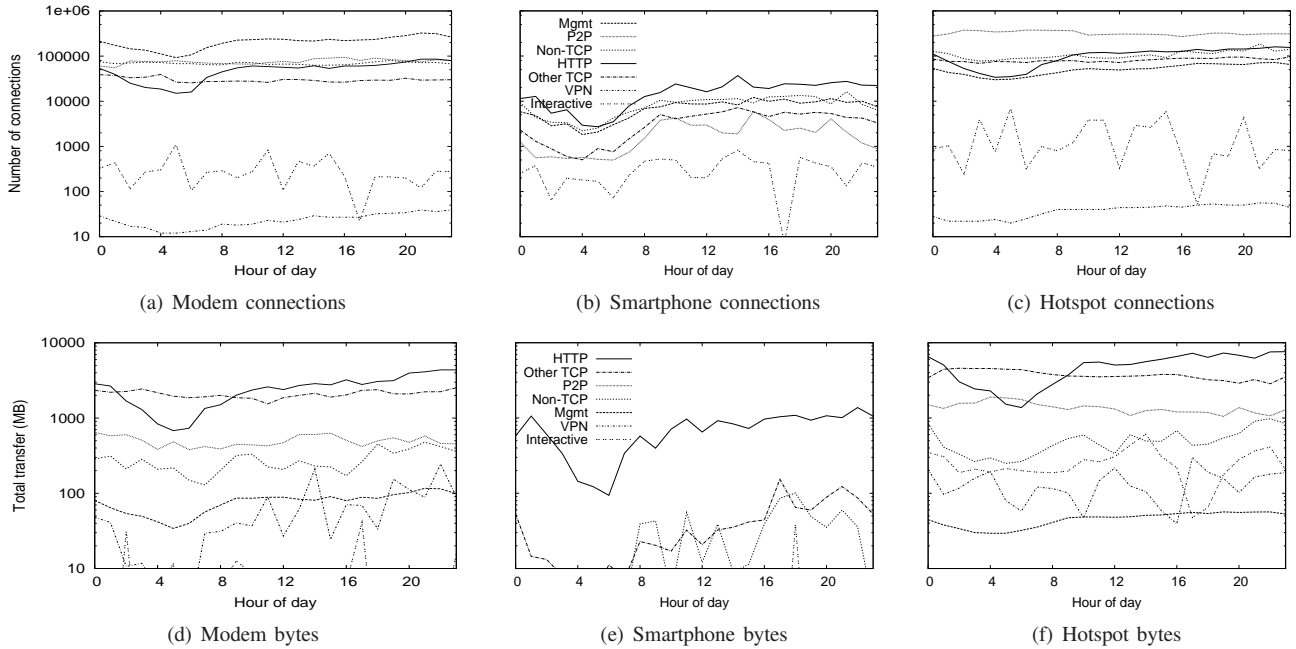 1e+06
100000
10000
1000
100
10
0 4 8 12 16 20
Number of connections
Hour of day
(a) Modem connections
Mgmt
P2P
Non-TCP
HTTP
Other TCP
VPN
Interactive
0 4 8 12 16 20
Hour of day
(b) Smartphone connections
0 4 8 12 16 20
Hour of day
(c) Hotspot connections
10000
1000
100
10
0 4 8 12 16 20
Total transfer (MB)
Hour of day
(d) Modem bytes
HTTP
Other TCP
P2P
Non-TCP
Mgmt
VPN
Interactive
0 4 8 12 16 20
Hour of day
(e) Smartphone bytes
0 4 8 12 16 20
Hour of day
(f) Hotspot bytes